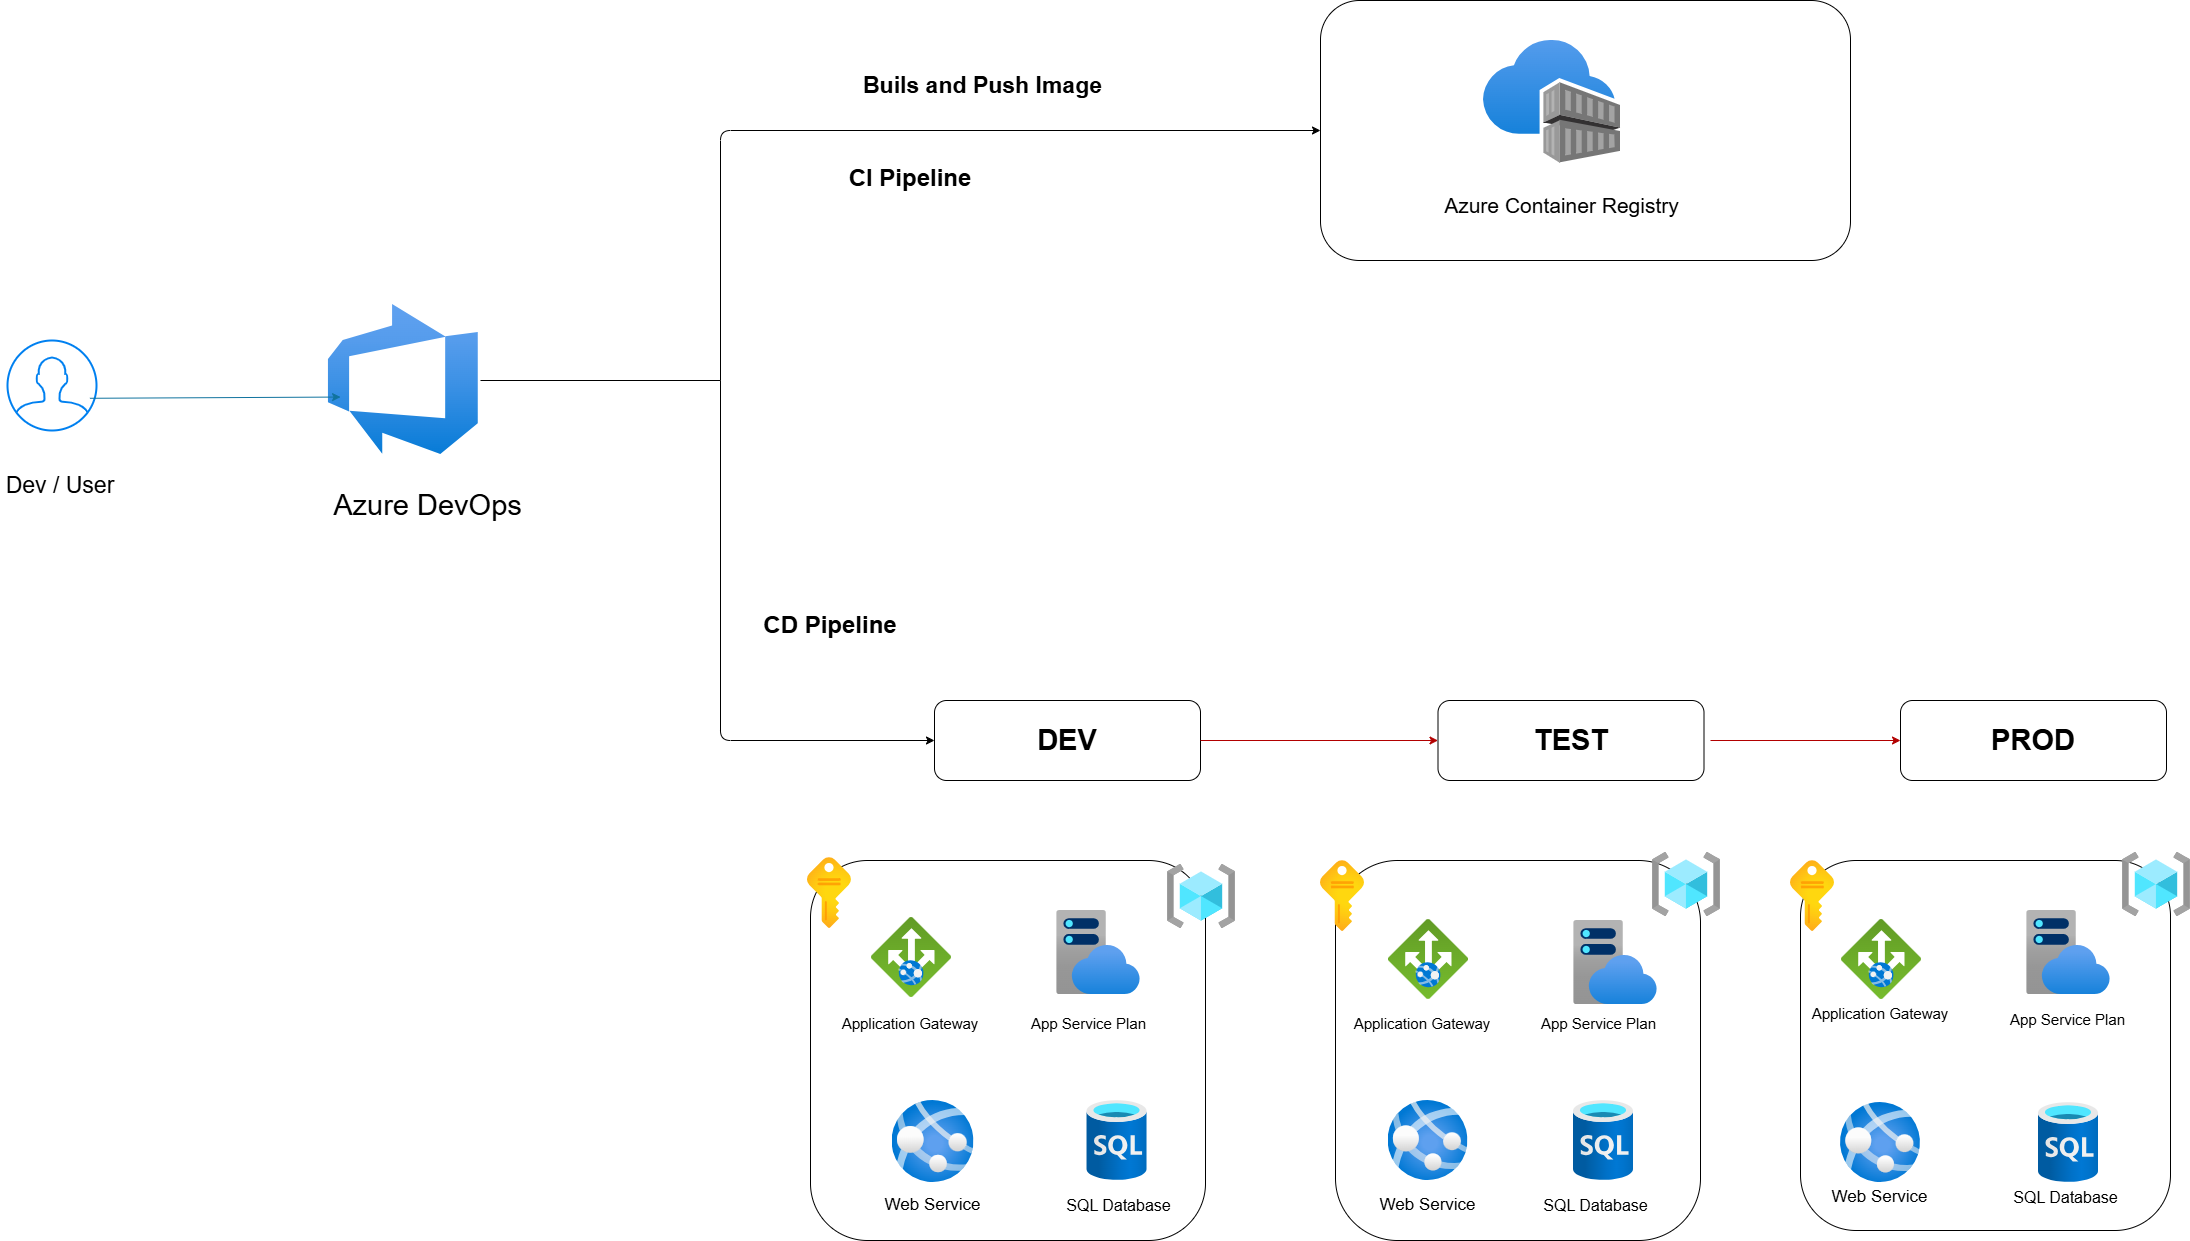 Buils and Push Image
CI Pipeline
Azure Container Registry
Dev / User
Azure DevOps
CD Pipeline
DEV
TEST
PROD
Application Gateway
App Service Plan
Web Service
SQL
SQL Database
Application Gateway
App Service Plan
Web Service
SQL
SQL Database
Application Gateway
App Service Plan
Web Service
SQL
SQL Database